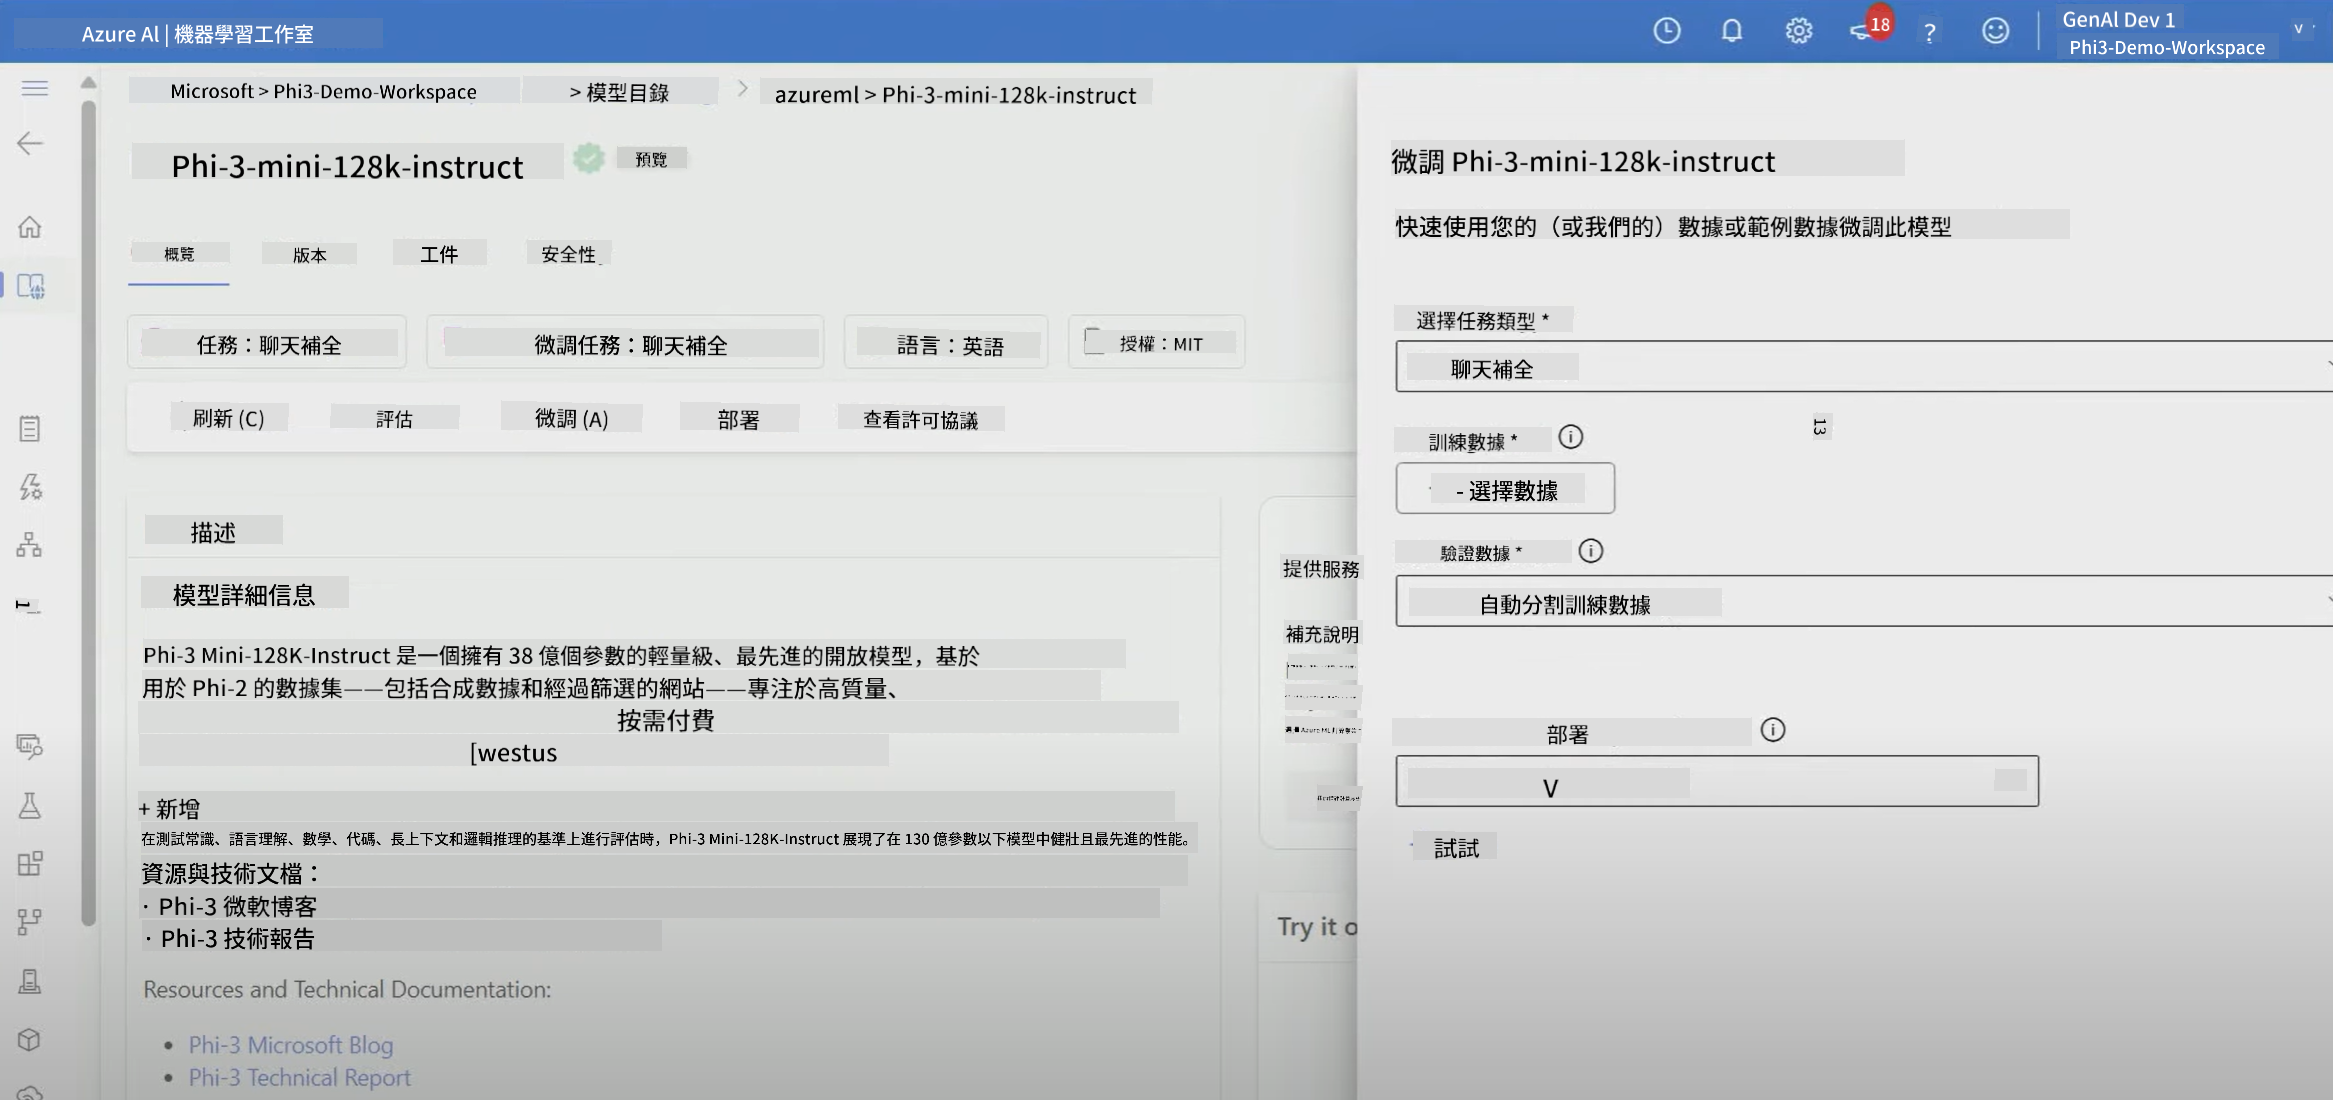 Azure Al | 機器學習工作室
18
?
GenAl Dev 1
Phi3-Demo-Workspace
Microsoft > Phi3-Demo-Workspace > 模型目錄 > azureml > Phi-3-mini-128k-instruct
Phi-3-mini-128k-instruct
預覽
概覽 版本 工件 安全性
任務：聊天補全 微調任務：聊天補全 語言：英語 授權：MIT
刷新 (C) 評估 微調 (A) 部署 查看許可協議
描述
模型詳細信息
Phi-3 Mini-128K-Instruct 是一個擁有 38 億個參數的輕量級、最先進的開放模型，基於
用於 Phi-2 的數據集——包括合成數據和經過篩選的網站——專注於高質量、
按需付費
[westus
+ 新增
在測試常識、語言理解、數學、代碼、長上下文和邏輯推理的基準上進行評估時，Phi-3 Mini-128K-Instruct 展現了在 130 億參數以下模型中健壯且最先進的性能。
資源與技術文檔：
· Phi-3 微軟博客
· Phi-3 技術報告
Resources and Technical Documentation:
• Phi-3 Microsoft Blog
• Phi-3 Technical Report
提供服務
補充說明
Try it o
微調 Phi-3-mini-128k-instruct
快速使用您的（或我們的）數據或範例數據微調此模型
選擇任務類型 *
聊天補全
13
訓練數據 *
- 選擇數據
驗證數據 *
自動分割訓練數據
部署
V
試試